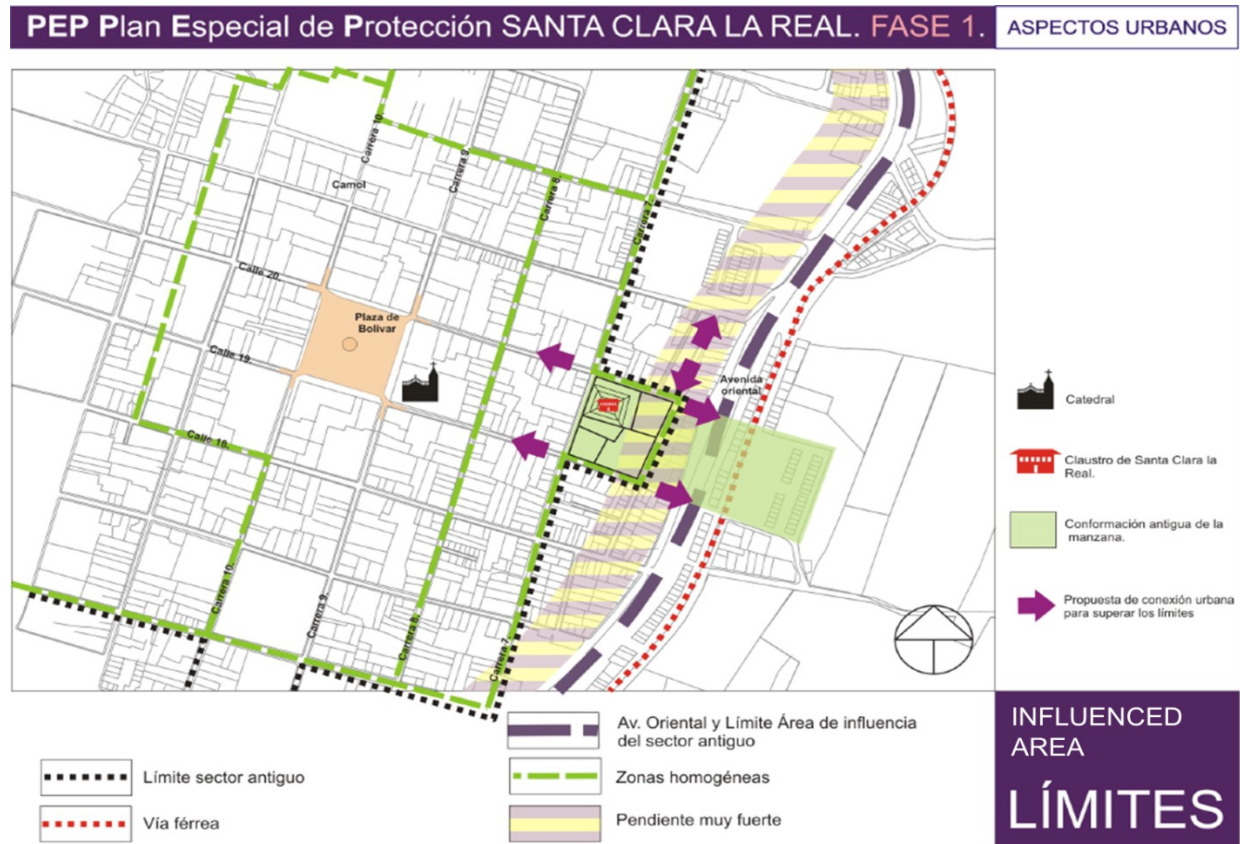 PEP Plan Especial de Protección SANTA CLARA LA REAL. FASE 1.
ASPECTOS URBANOS
Carrera 10.
Carrera 9.
Carrera 8.
Carrera 7.
Camol
Calle 20.
Plaza de
Bolivar
Calle 19.
Avenida
oriental
Calle 18.
Carrera 10.
Carrera 9.
Carrera 8.
Carrera 7.
Catedral
Claustro de Santa Clara la
Real.
Conformación antigua de la
manzana.
Propuesta de conexión urbana
para superar los límites
Límite sector antiguo
Vía férrea
Av. Oriental y Límite Área de influencia
del sector antiguo
Zonas homogéneas
Pendiente muy fuerte
INFLUENCED
AREA
LÍMITES